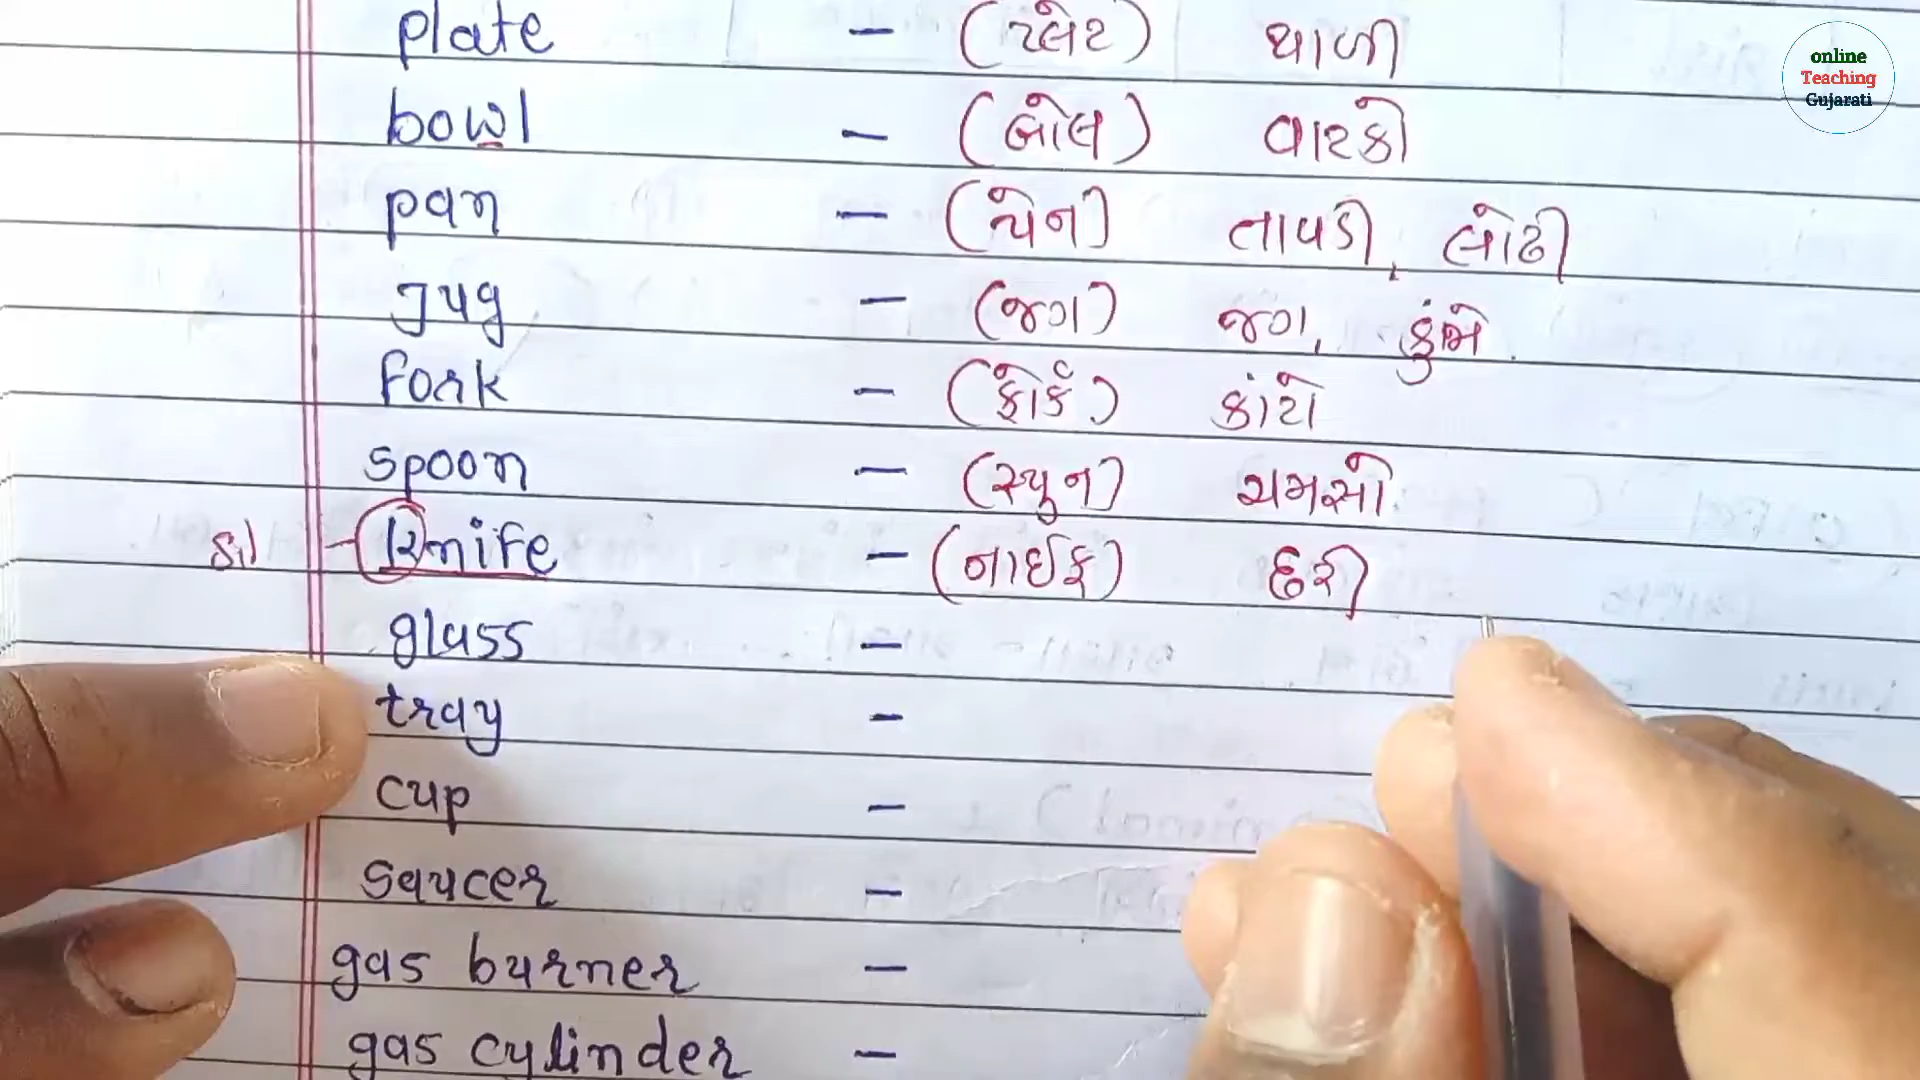 online
Teaching
Gujarati
plate - (પ્લેટ) થાળી
bowl - (બોલ) વાટકો
pan - (પેન) તાવડી, લોઢી
Jug - (જગ) જગ, કુંજો
Fork - (ફોર્ક) કાંટો
spoon - (સ્પુન) ચમચો
knife - (નાઈફ) છરી
glass -
tray -
cup -
saucer -
gas burner -
gas cylinder -